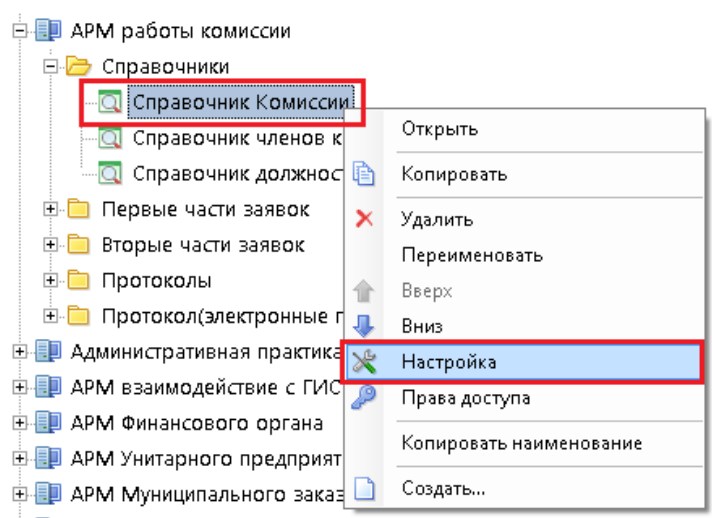 АРМ работы комиссии
Справочники
Справочник Комиссии
Справочник членов к
Справочник должност
Первые части заявок
Вторые части заявок
Протоколы
Протокол(электронные г
Административная практика
АРМ взаимодействие с ГИС
АРМ Финансового органа
АРМ Унитарного предприят
АРМ Муниципального заказ
Открыть
Копировать
Удалить
Переименовать
Вверх
Вниз
Настройка
Права доступа
Копировать наименование
Создать...